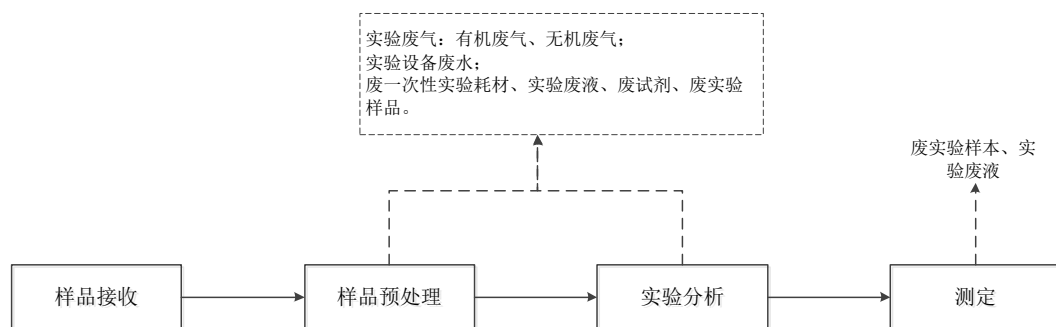 实验废气：有机废气、无机废气；
实验设备废水；
废一次性实验耗材、实验废液、废试剂、废实验
样品。
废实验样本、实
验废液
样品接收
样品预处理
实验分析
测定